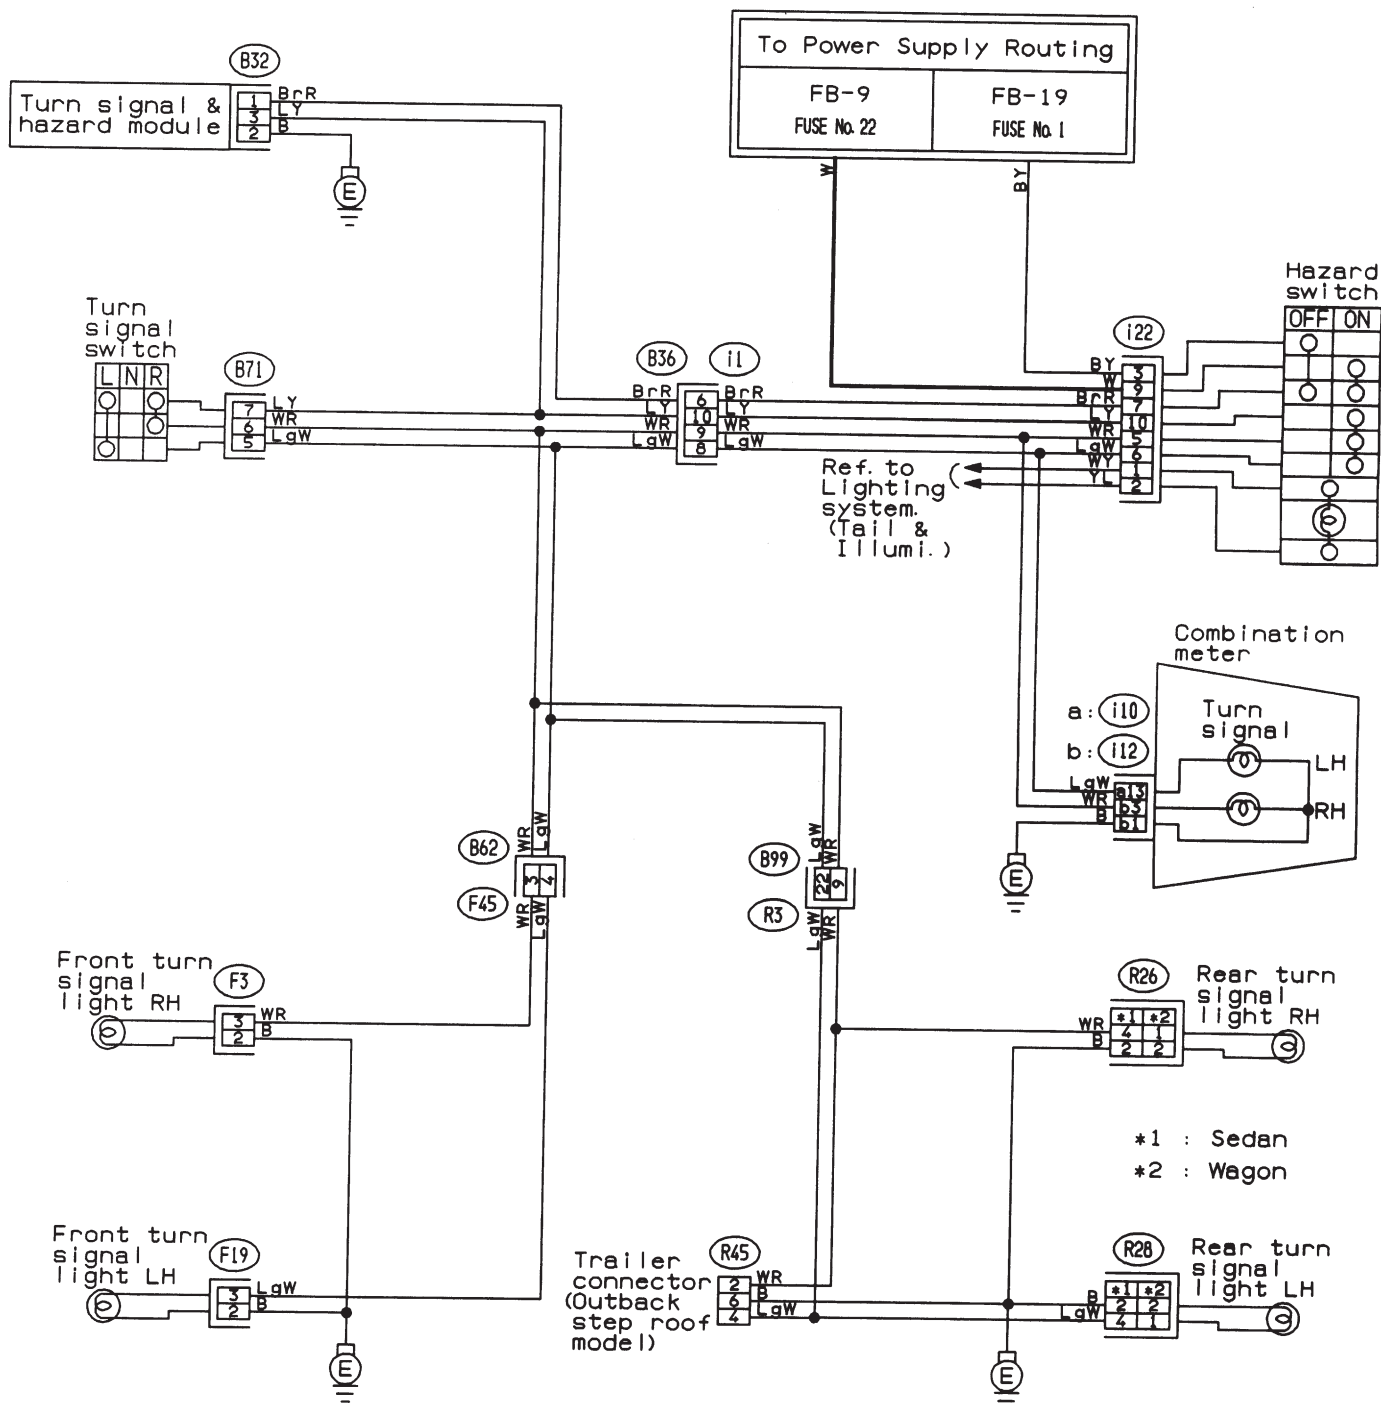 To Power Supply Routing
FB-9
FUSE No. 22
FB-19
FUSE No. 1
W
BY
B32
Turn signal &
hazard module
1
3
2
BrR
LY
B
E
Turn
signal
switch
L N R
B71
7
6
5
LY
WR
LgW
B36
i1
BrR
LY
WR
LgW
6
10
9
8
BrR
LY
WR
LgW
i22
BY
W
BrR
LY
WR
LgW
WY
YL
3
9
7
10
5
6
1
2
Hazard
switch
OFF ON
Ref. to
Lighting
system.
(Tail &
Illumi.)
Combination
meter
a: i10
b: i12
Turn
signal
LH
RH
LgW
WR
B
a13
b3
b1
E
B62
WR
LgW
3 4
F45
WR
LgW
B99
LgW
WR
22 9
R3
LgW
WR
Front turn
signal
light RH
F3
3
2
WR
B
Front turn
signal
light LH
F19
3
2
LgW
B
E
R26
WR
B
*1 *2
4 1
2 2
Rear turn
signal
light RH
*1 : Sedan
*2 : Wagon
Trailer
connector
(Outback
step roof
model)
R45
2
6
4
WR
B
LgW
R28
B
LgW
*1 *2
2 2
4 1
Rear turn
signal
light LH
E